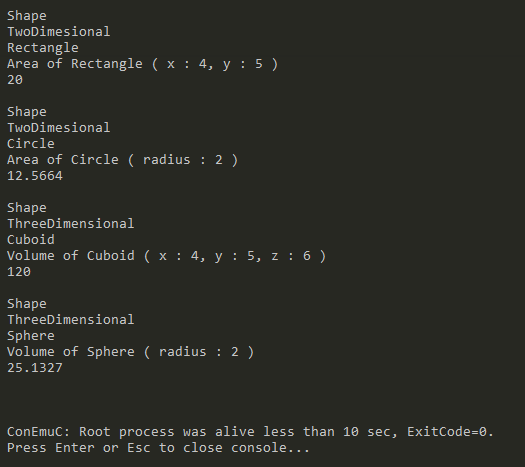 Shape
TwoDimesional
Rectangle
Area of Rectangle ( x : 4, y : 5 )
20
Shape
TwoDimesional
Circle
Area of Circle ( radius : 2 )
12.5664
Shape
ThreeDimensional
Cuboid
Volume of Cuboid ( x : 4, y : 5, z : 6 )
120
Shape
ThreeDimensional
Sphere
Volume of Sphere ( radius : 2 )
25.1327
ConEmuC: Root process was alive less than 10 sec, ExitCode=0.
Press Enter or Esc to close console...